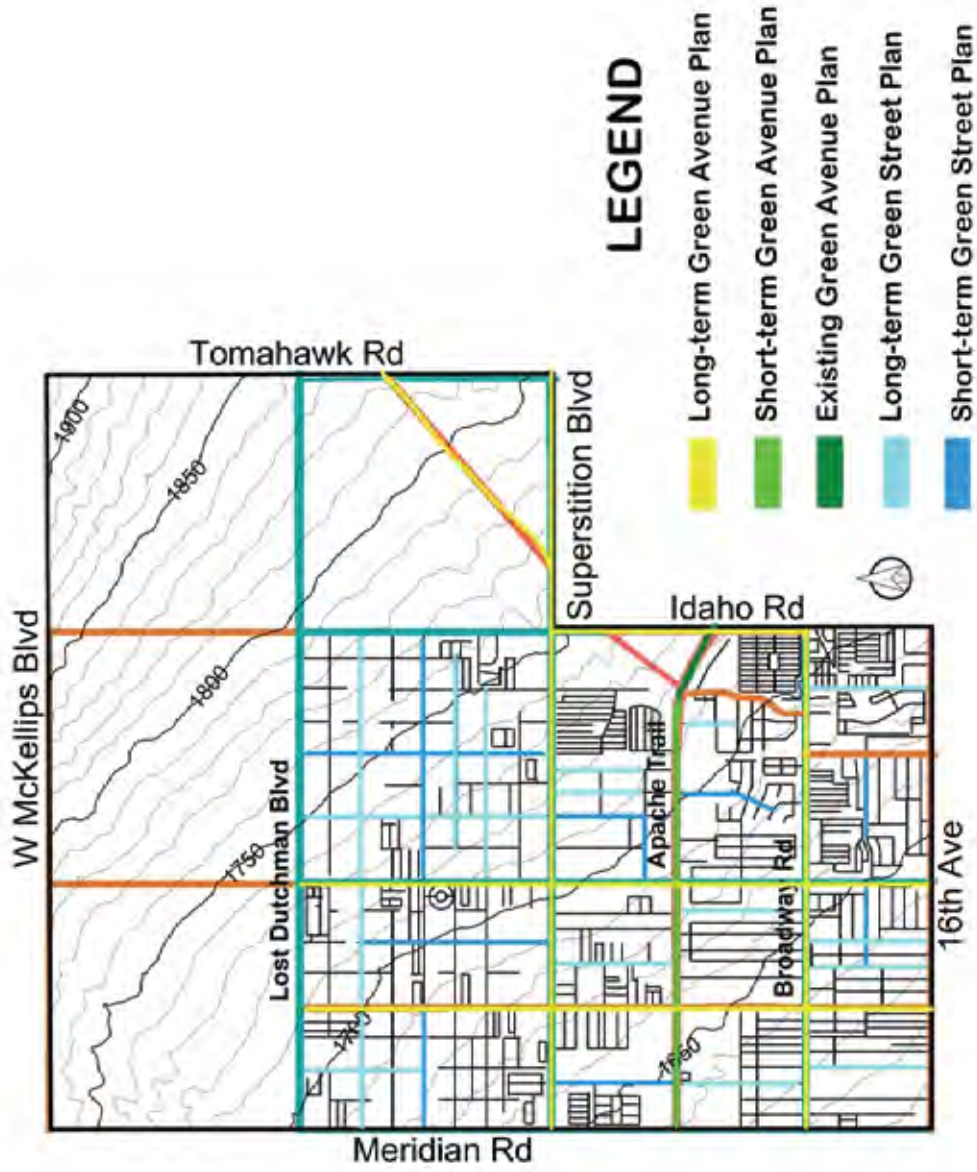 W McKellips Blvd
1900
1850
1800
1750
Tomahawk Rd
Lost Dutchman Blvd
1700
Superstition Blvd
Meridian Rd
Idaho Rd
Apache Trail
1650
Broadway Rd
16th Ave
LEGEND
Long-term Green Avenue Plan
Short-term Green Avenue Plan
Existing Green Avenue Plan
Long-term Green Street Plan
Short-term Green Street Plan